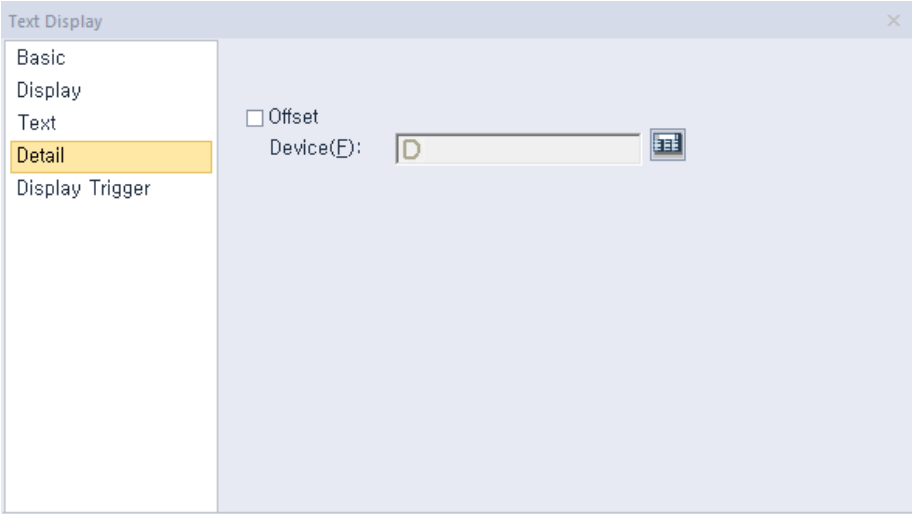 Text Display
Basic
Display
Text
Detail
Display Trigger
Offset
Device(F):
D